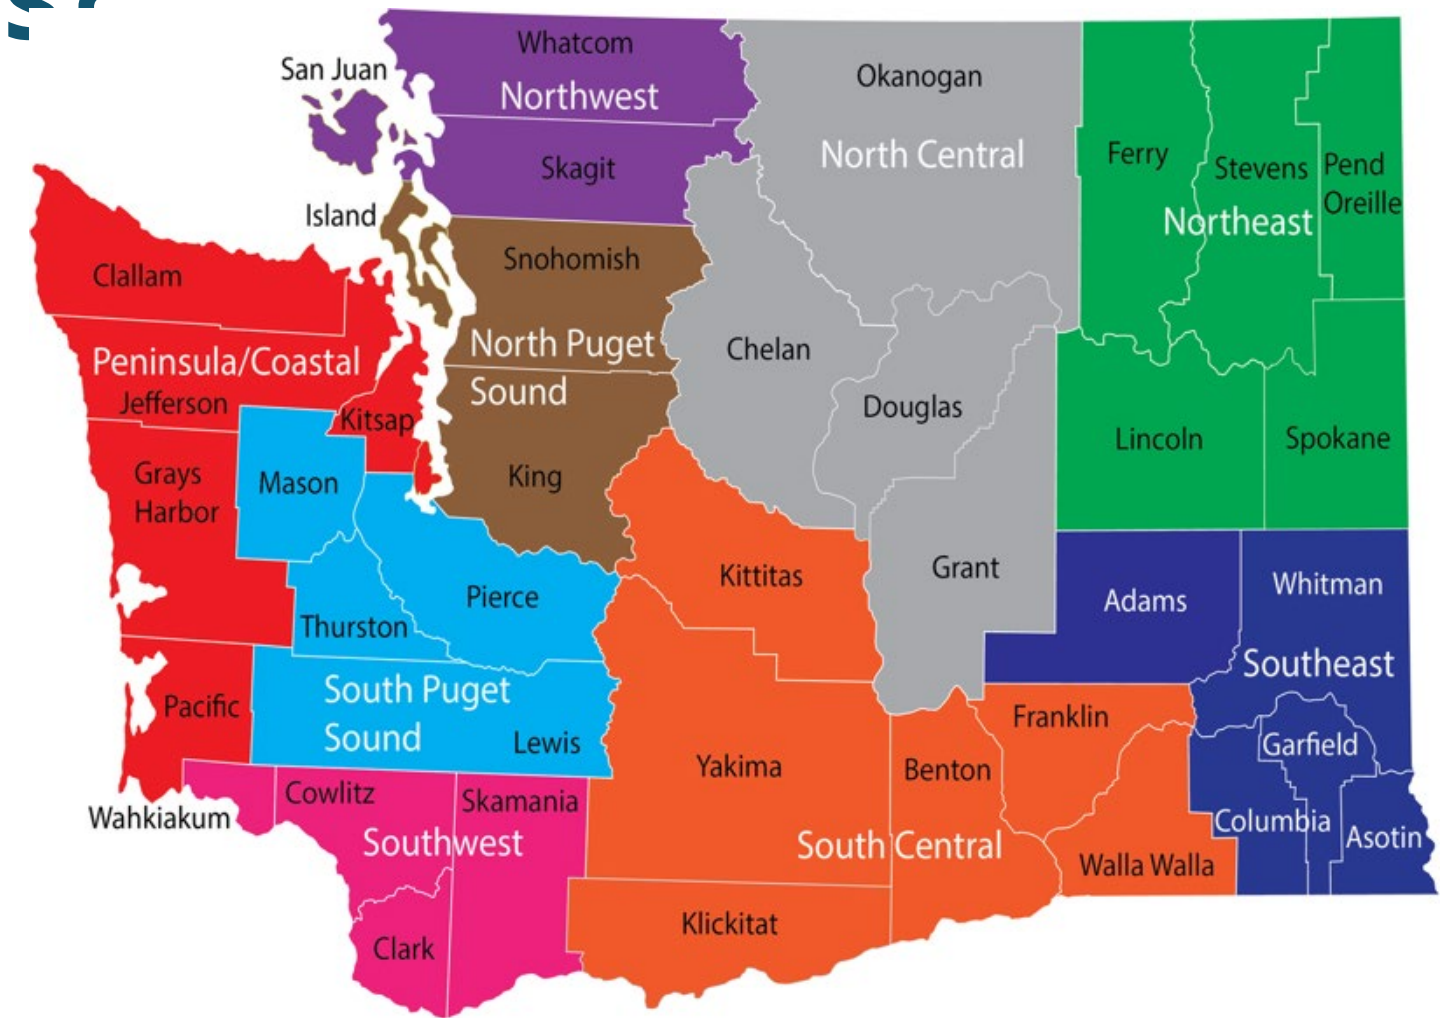 Whatcom
San Juan
Northwest
Okanogan
North Central
Skagit
Ferry
Stevens
Pend
Oreille
Northeast
Island
Snohomish
Clallam
North Puget
Sound
Chelan
Peninsula/Coastal
Jefferson
Kitsap
Douglas
Lincoln
Spokane
Grays
Harbor
Mason
King
Kittitas
Grant
Adams
Whitman
Pierce
Thurston
Southeast
South Puget
Sound
Pacific
Lewis
Franklin
Garfield
Yakima
Benton
Cowlitz
Skamania
Wahkiakum
Southwest
South Central
Columbia
Asotin
Walla Walla
Klickitat
Clark